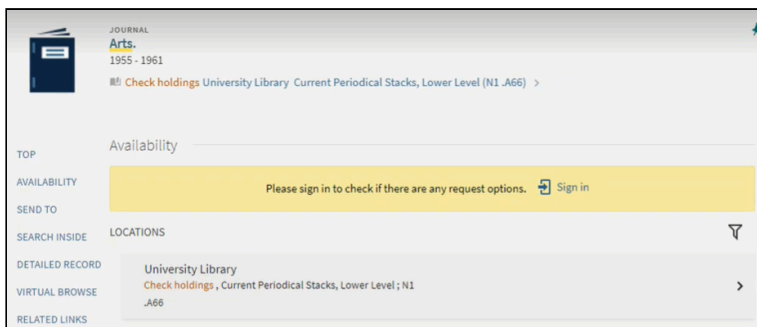 JOURNAL
Arts.
1955 - 1961
Check holdings University Library Current Periodical Stacks, Lower Level (N1 .A66) >
Availability
TOP
AVAILABILITY
SEND TO
SEARCH INSIDE
DETAILED RECORD
VIRTUAL BROWSE
RELATED LINKS
Please sign in to check if there are any request options. Sign in
LOCATIONS
University Library
Check holdings , Current Periodical Stacks, Lower Level ; N1
.A66